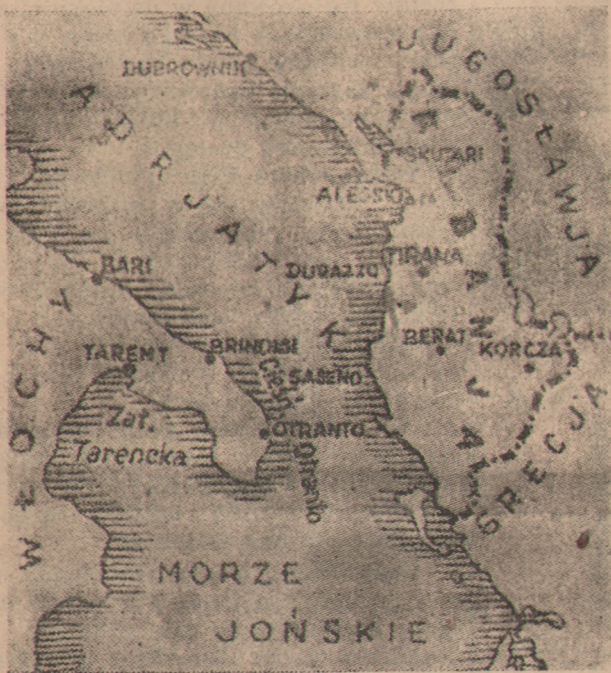 JUGOSŁAWJA
DUBROWNIK
ADRJATYK
SKUTARI
ALESSIO
ALBANJA
BARI
DURAZZO
TIRANA
WŁOCHY
TARENT
BRINDISI
BERAT
KORCZA
SASENO
Zat.
Tarencka
OTRANTO
Otranto
GRECJA
MORZE
JOŃSKIE